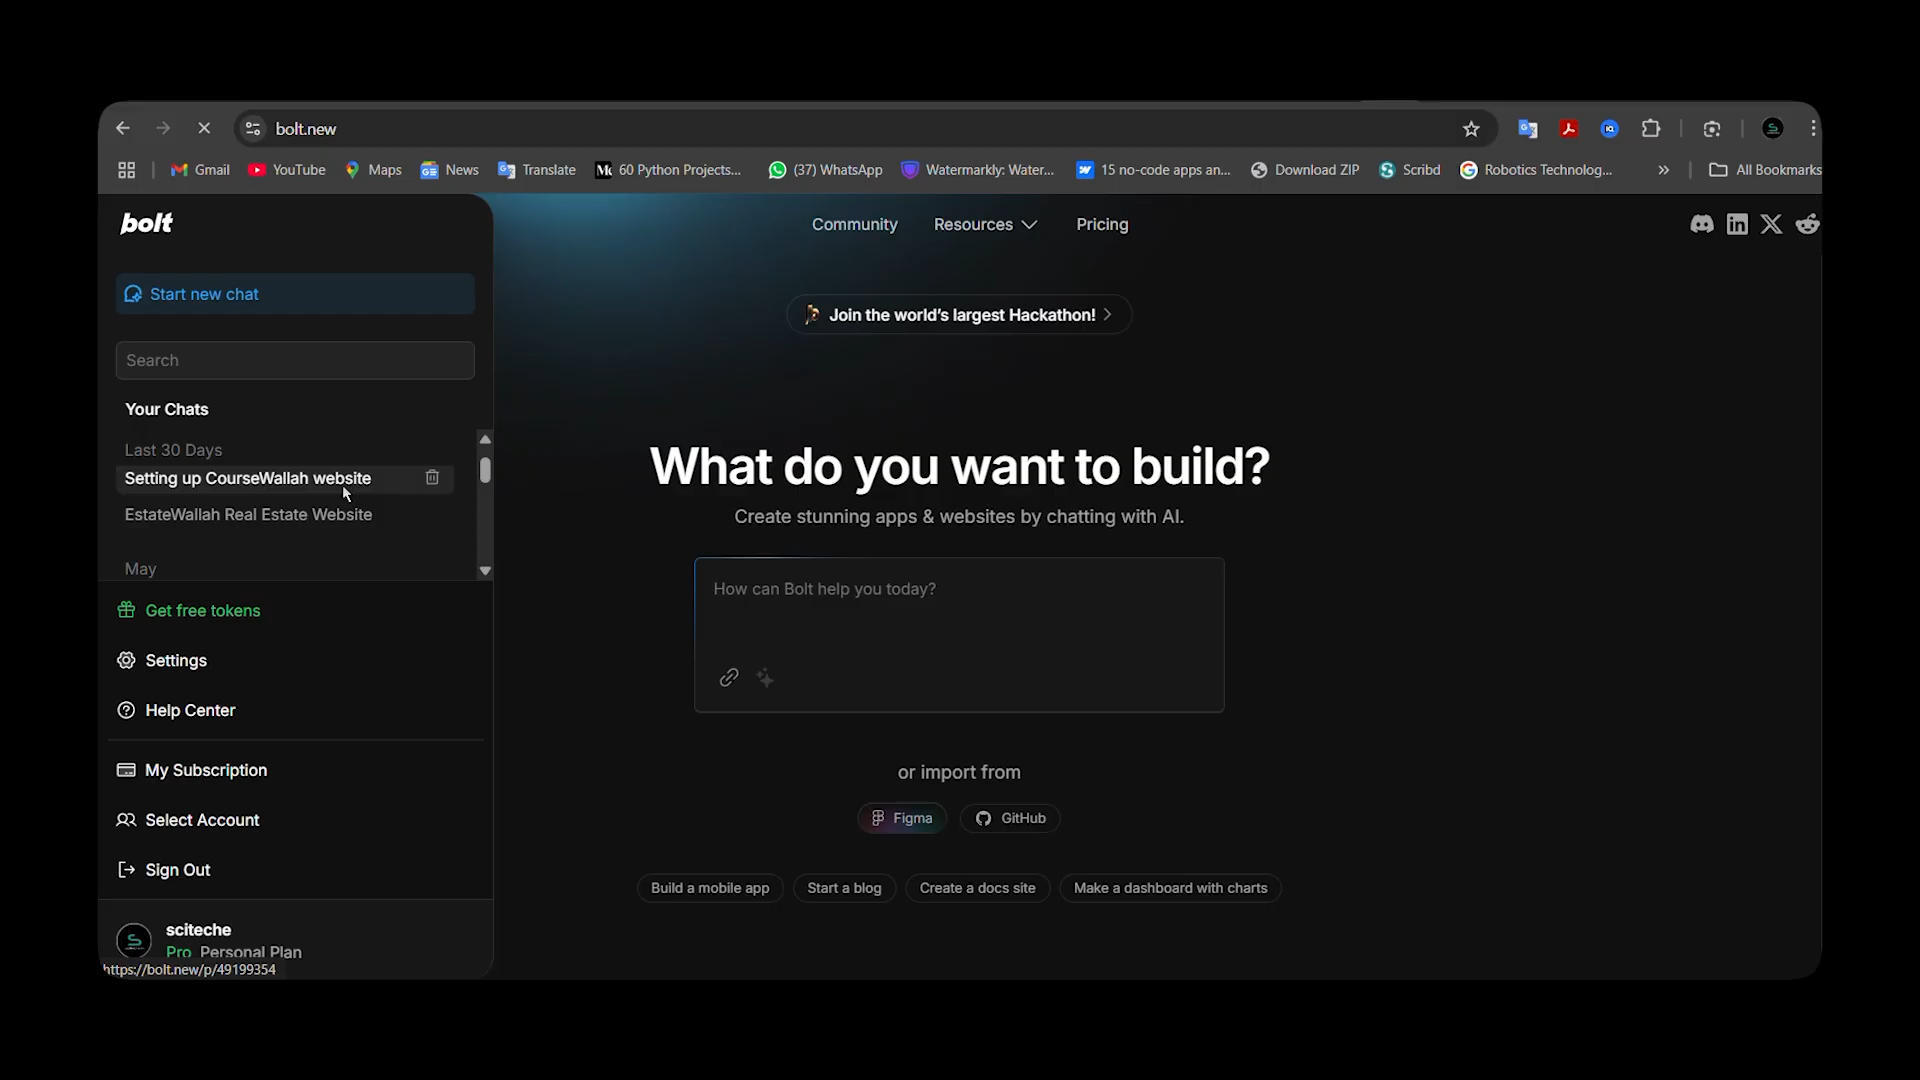 bolt.new
Gmail YouTube Maps News Translate 60 Python Projects... (37) WhatsApp Watermarkly: Water... 15 no-code apps an... Download ZIP Scribd Robotics Technolog... » All Bookmarks
bolt
Community Resources Pricing
Start new chat
Join the world's largest Hackathon!
Search
Your Chats
Last 30 Days
Setting up CourseWallah website
EstateWallah Real Estate Website
May
What do you want to build?
Create stunning apps & websites by chatting with AI.
How can Bolt help you today?
Get free tokens
Settings
Help Center
or import from
Figma GitHub
My Subscription
Select Account
Sign Out
Build a mobile app Start a blog Create a docs site Make a dashboard with charts
sciteche
Pro Personal Plan
https://bolt.new/p/49199354